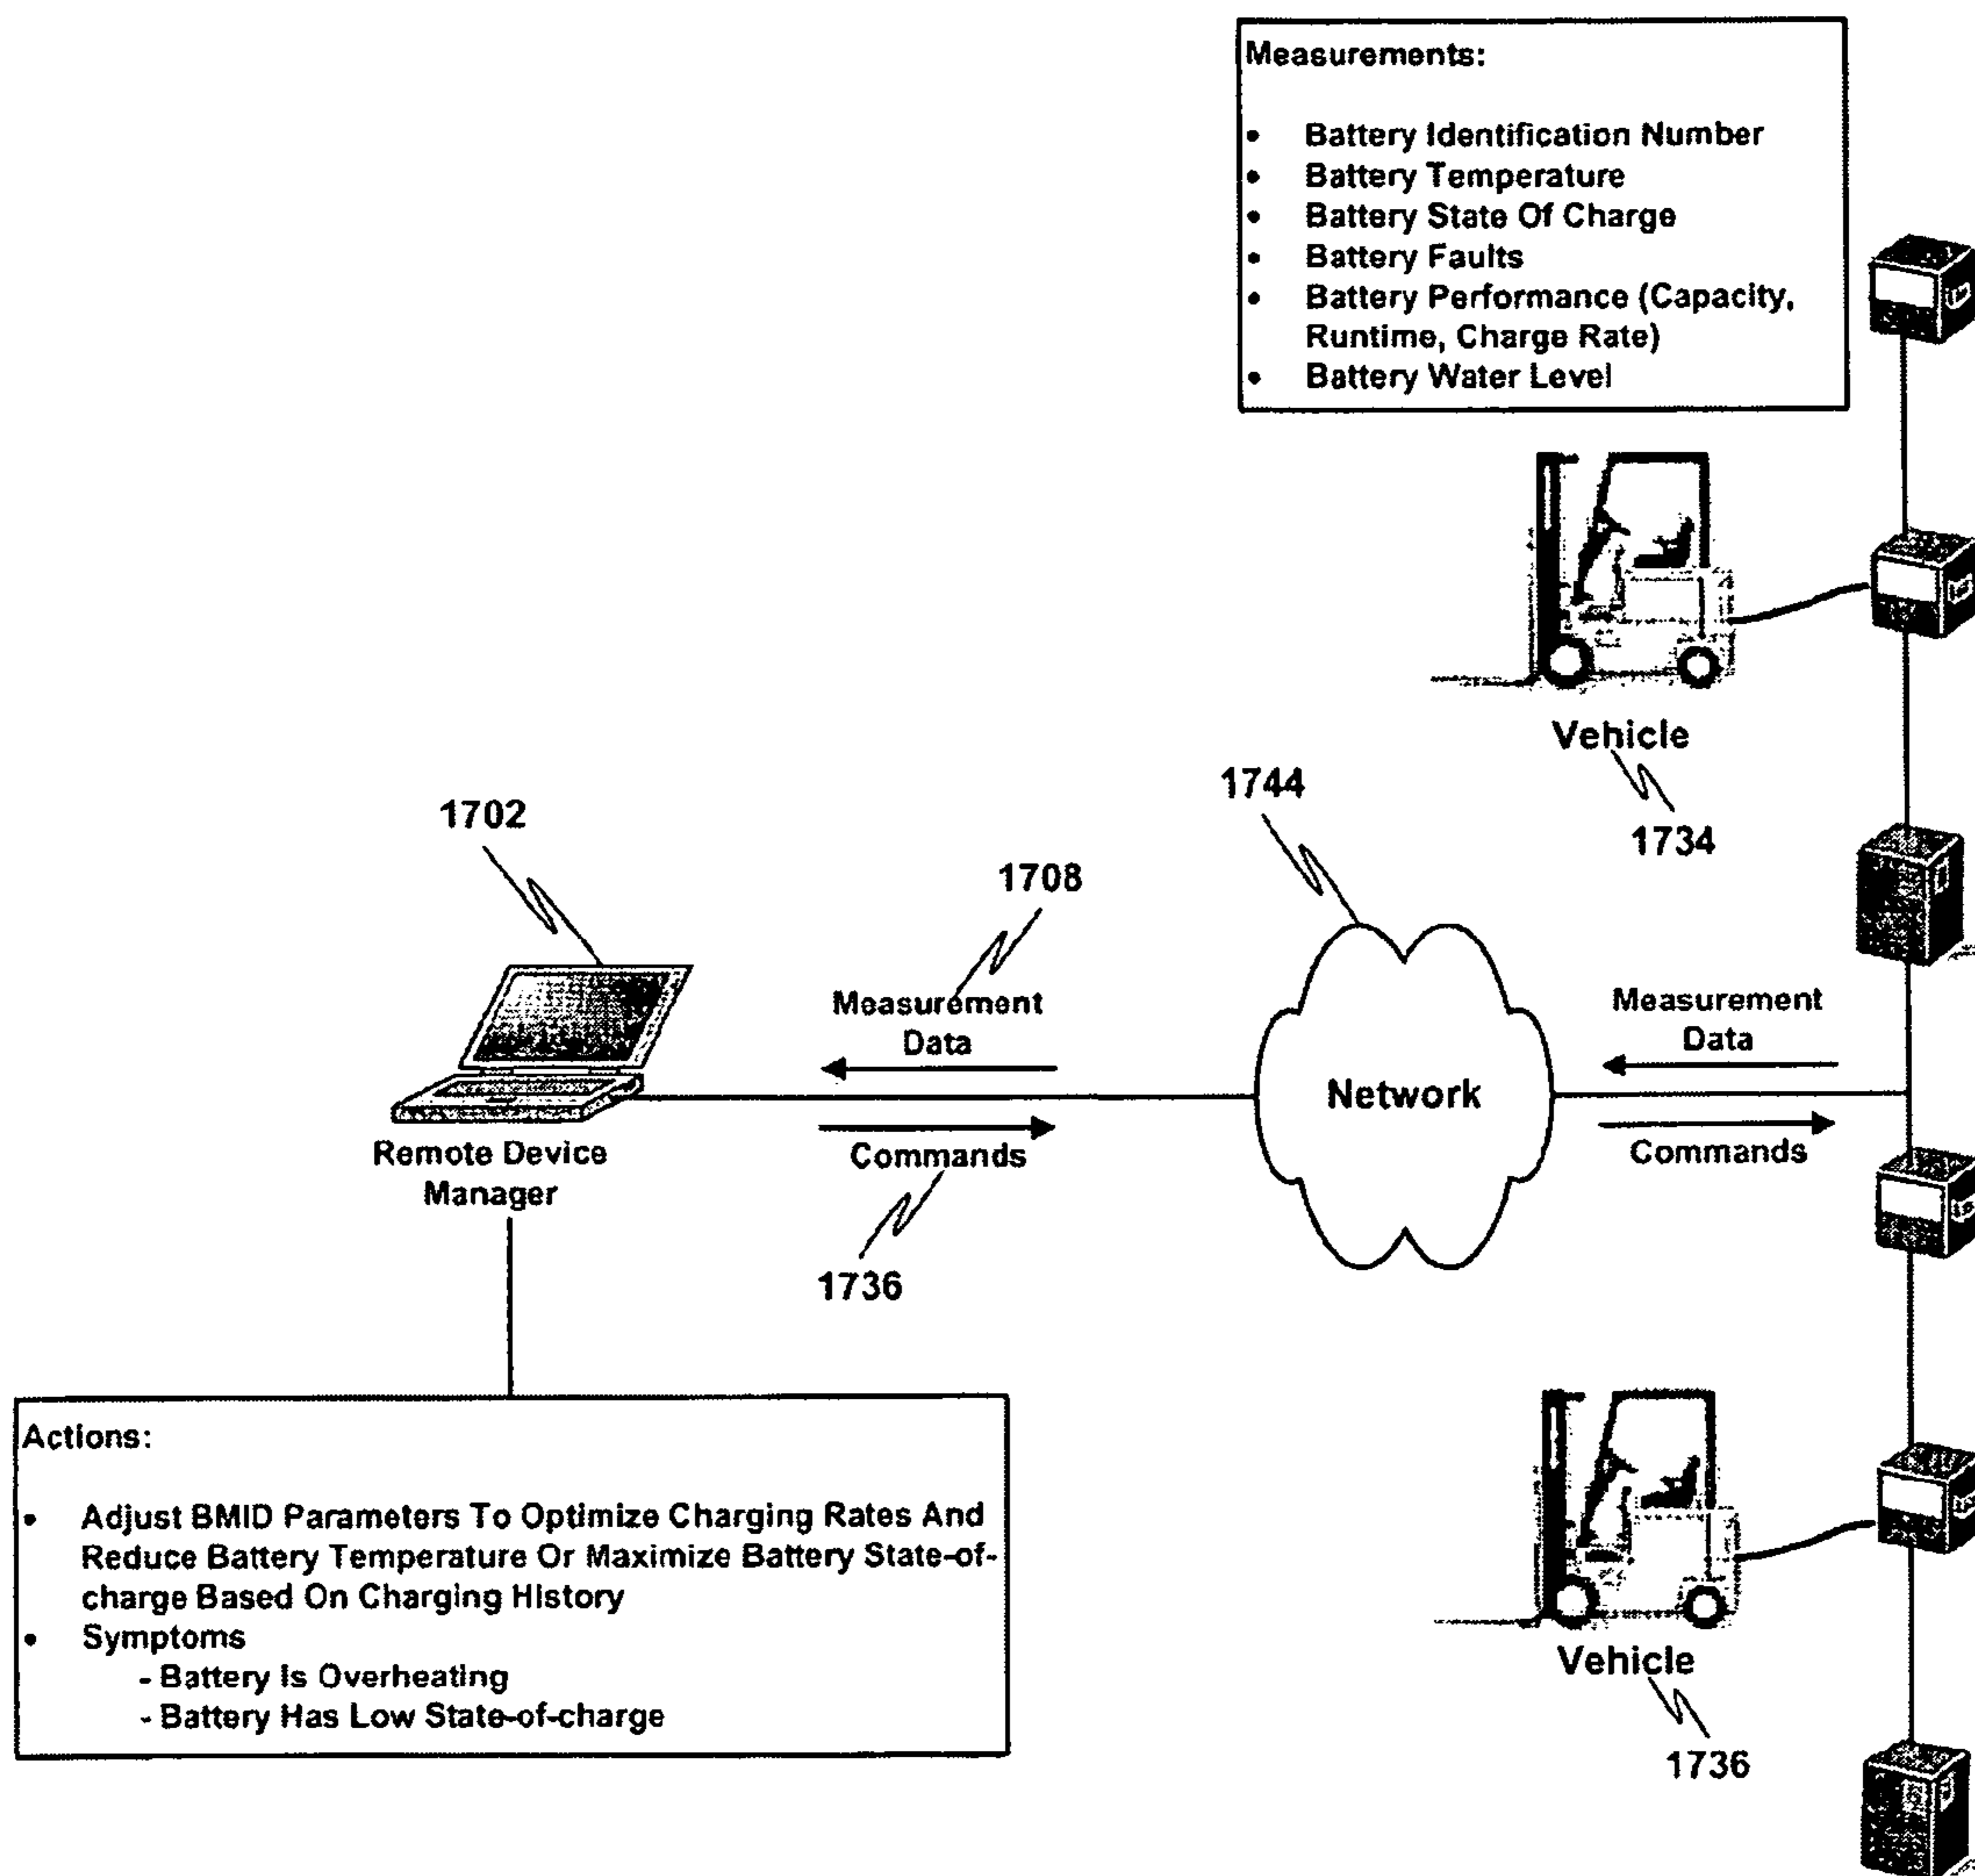 Measurements:
• Battery Identification Number
• Battery Temperature
• Battery State Of Charge
• Battery Faults
• Battery Performance (Capacity,
Runtime, Charge Rate)
• Battery Water Level
Vehicle
1734
1744
1702
1708
Measurement
Data
Network
Measurement
Data
Commands
Commands
Remote Device
Manager
1736
Actions:
• Adjust BMID Parameters To Optimize Charging Rates And
Reduce Battery Temperature Or Maximize Battery State-of-
charge Based On Charging History
• Symptoms
- Battery Is Overheating
- Battery Has Low State-of-charge
Vehicle
1736